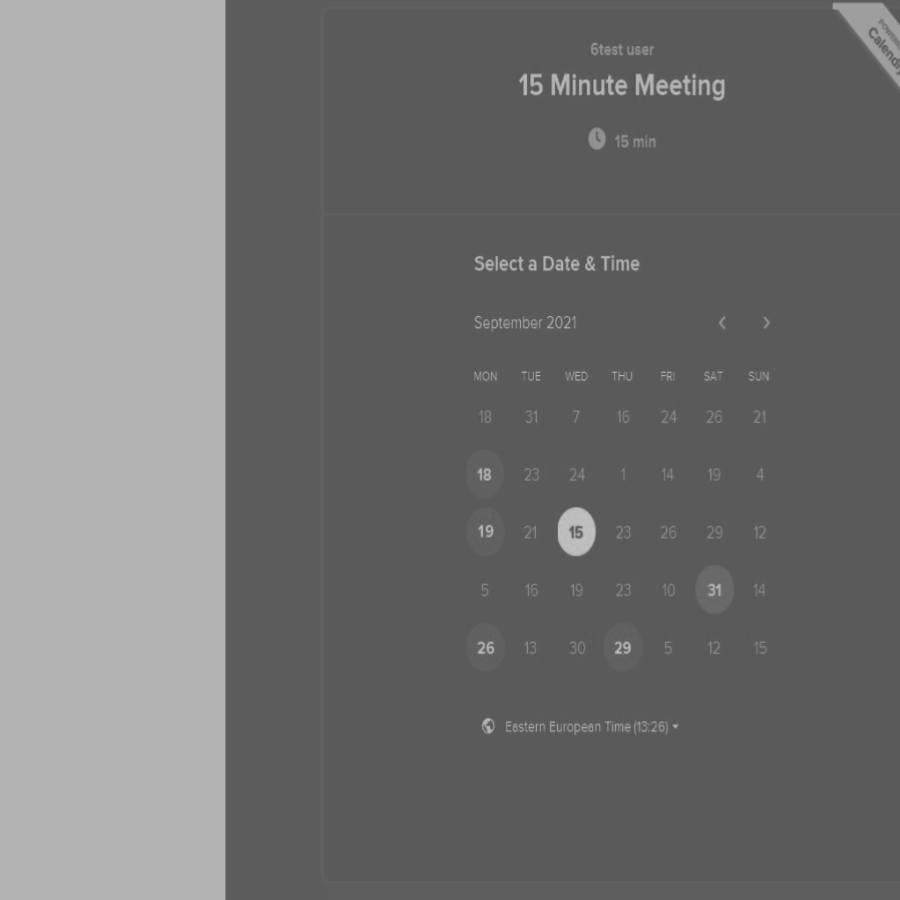 6test user
15 Minute Meeting
15 min
POWERED
Calendly
Select a Date & Time
September 2021
MON TUE WED THU FRI SAT SUN
18 31 7 16 24 26 21
18 23 24 1 14 19 4
19 21 15 23 26 29 12
5 16 19 23 10 31 14
26 13 30 29 5 12 15
Eastern European Time (13:26)